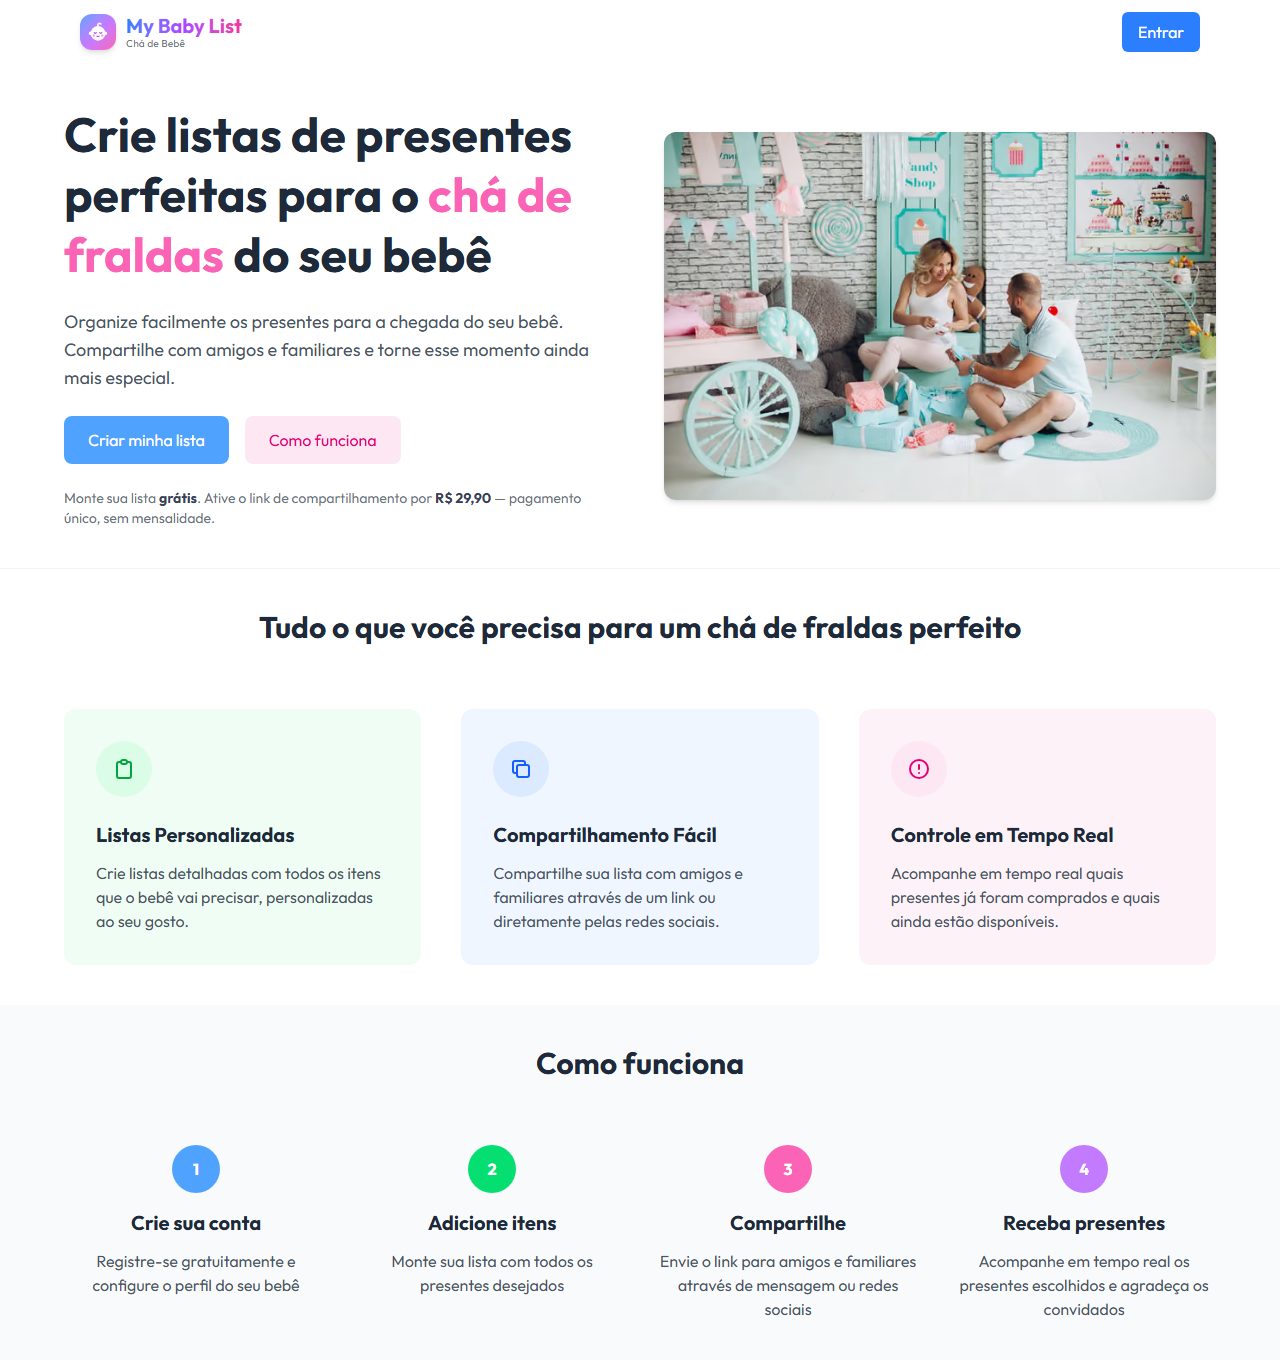 My Baby List
Chá de Bebê
Entrar
Crie listas de presentes
perfeitas para o chá de
fraldas do seu bebê
Organize facilmente os presentes para a chegada do seu bebê.
Compartilhe com amigos e familiares e torne esse momento ainda
mais especial.
Criar minha lista
Como funciona
Monte sua lista grátis. Ative o link de compartilhamento por R$ 29,90 — pagamento
único, sem mensalidade.
Candy
Shop
Tudo o que você precisa para um chá de fraldas perfeito
Listas Personalizadas
Crie listas detalhadas com todos os itens
que o bebê vai precisar, personalizadas
ao seu gosto.
Compartilhamento Fácil
Compartilhe sua lista com amigos e
familiares através de um link ou
diretamente pelas redes sociais.
Controle em Tempo Real
Acompanhe em tempo real quais
presentes já foram comprados e quais
ainda estão disponíveis.
Como funciona
1
Crie sua conta
Registre-se gratuitamente e
configure o perfil do seu bebê
2
Adicione itens
Monte sua lista com todos os
presentes desejados
3
Compartilhe
Envie o link para amigos e familiares
através de mensagem ou redes
sociais
4
Receba presentes
Acompanhe em tempo real os
presentes escolhidos e agradeça os
convidados